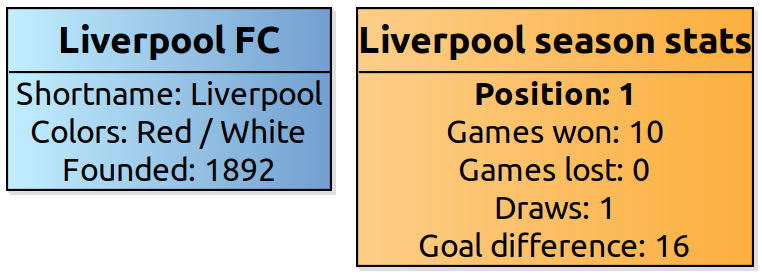 Liverpool FC
Shortname: Liverpool
Colors: Red / White
Founded: 1892
Liverpool season stats
Position: 1
Games won: 10
Games lost: 0
Draws: 1
Goal difference: 16